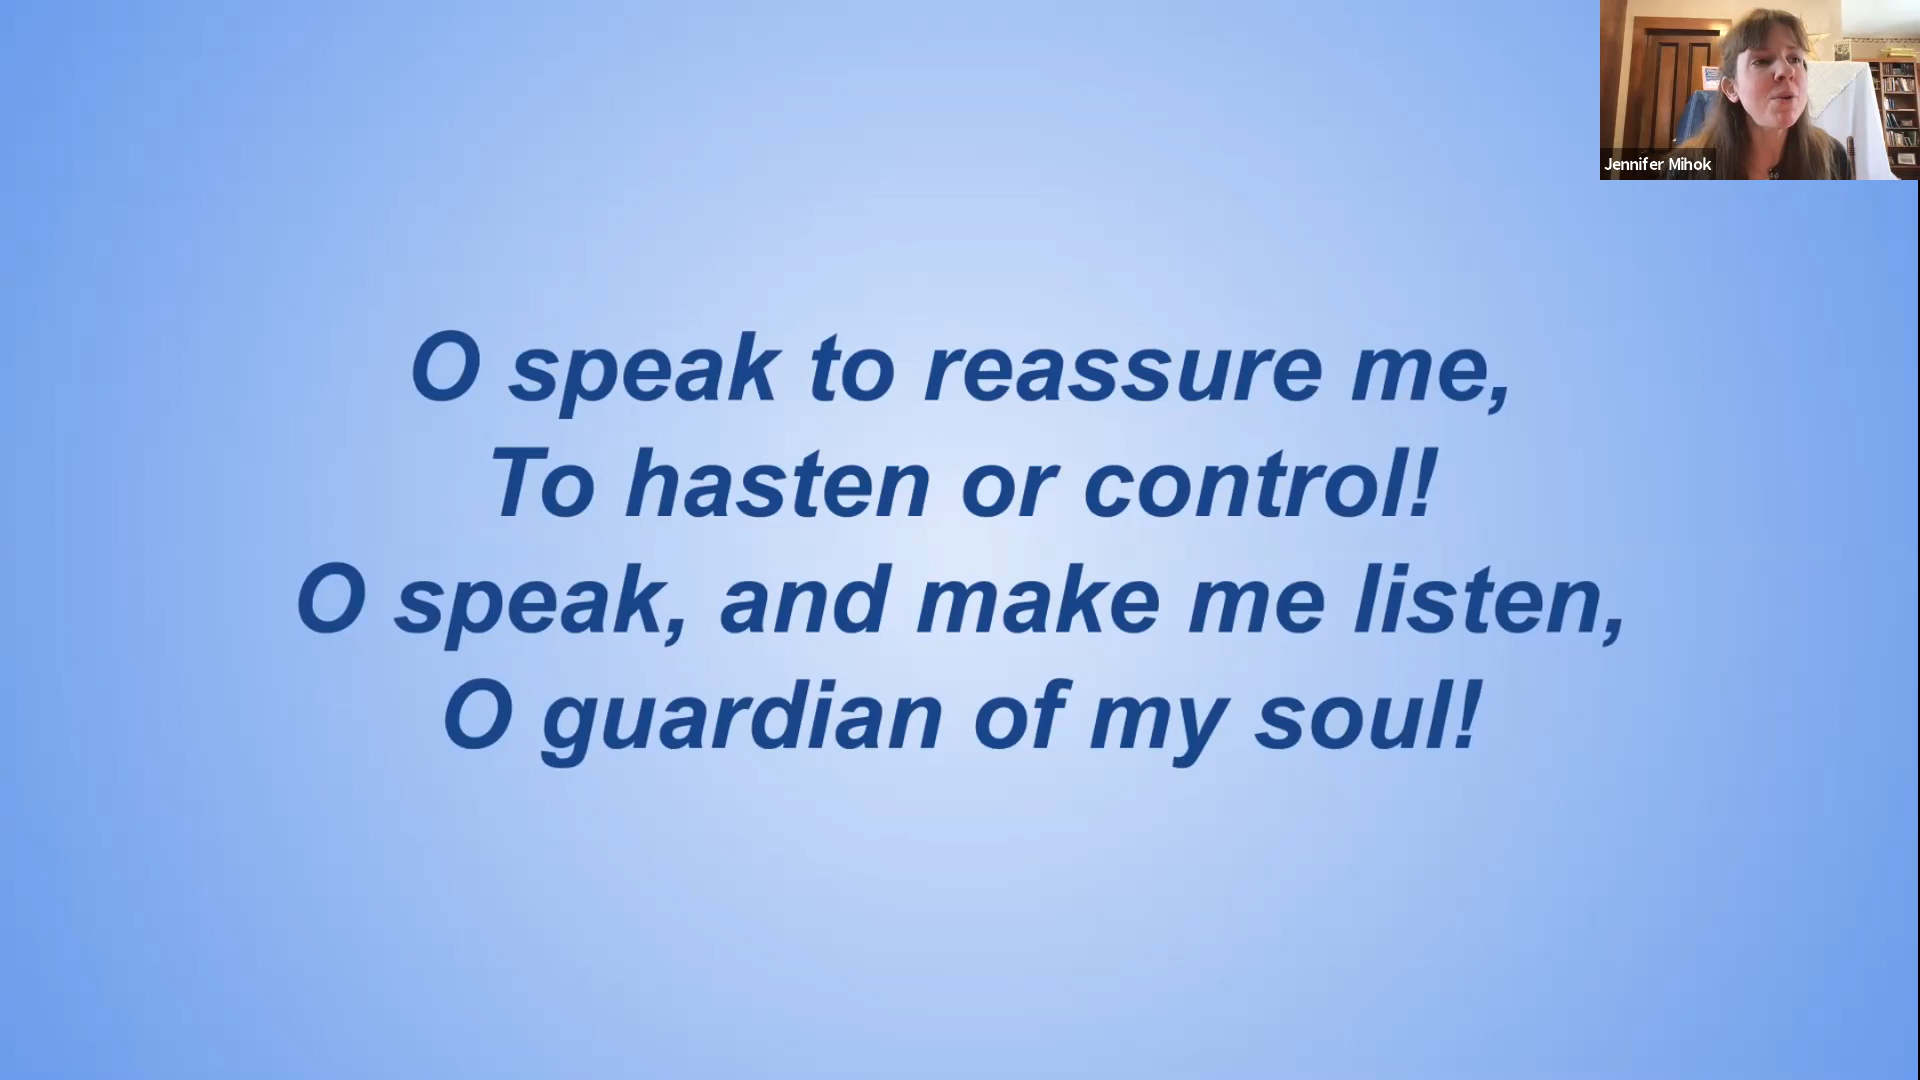 Jennifer Mihok
O speak to reassure me,
To hasten or control!
O speak, and make me listen,
O guardian of my soul!